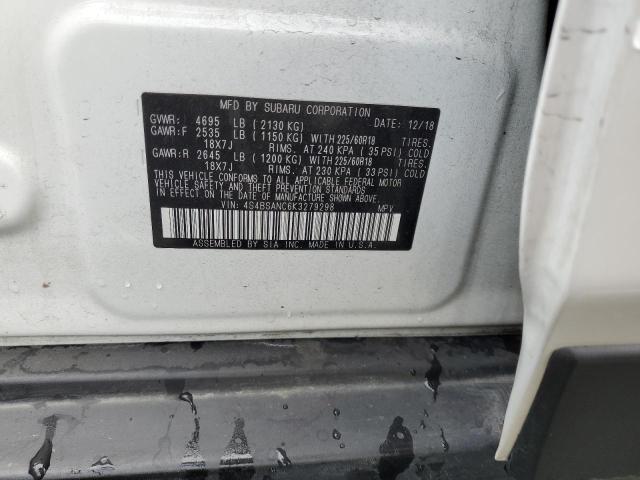 MFD BY SUBARU CORPORATION
GVWR: 4695 LB (2130 KG) DATE: 12/18
GAWR:F 2535 LB (1150 KG) WITH 225/60R18 TIRES.
18X7J RIMS. AT 240 KPA (35 PSI) COLD
GAWR:R 2645 LB (1200 KG) WITH 225/60R18 TIRES.
18X7J RIMS. AT 230 KPA (33 PSI) COLD
THIS VEHICLE CONFORMS TO ALL APPLICABLE FEDERAL MOTOR
VEHICLE SAFETY AND THEFT PREVENTION STANDARDS
IN EFFECT ON THE DATE OF MANUFACTURE SHOWN ABOVE.
VIN: 4S4BSANC6K3279298 MPV
ASSEMBLED BY SIA INC. MADE IN U.S.A.